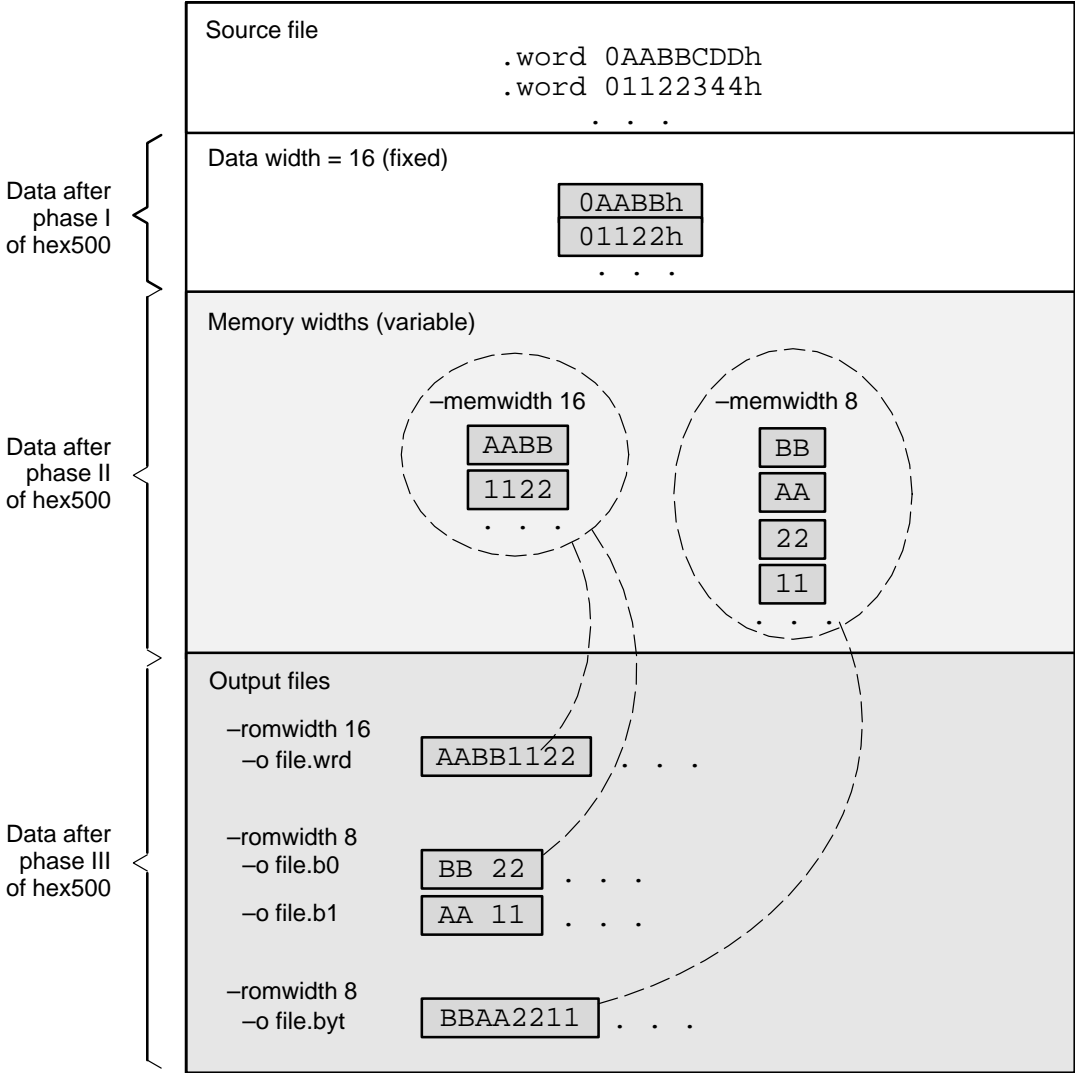 Source file
.word 0AABBCDDh
.word 01122344h
. . .
Data after
phase I
of hex500
Data width = 16 (fixed)
0AABBh
01122h
. . .
Data after
phase II
of hex500
Memory widths (variable)
–memwidth 16
AABB
1122
. . .
–memwidth 8
BB
AA
22
11
. . .
Data after
phase III
of hex500
Output files
–romwidth 16
–o file.wrd AABB1122 . . .
–romwidth 8
–o file.b0 BB 22 . . .
–o file.b1 AA 11 . . .
–romwidth 8
–o file.byt BBAA2211 . . .